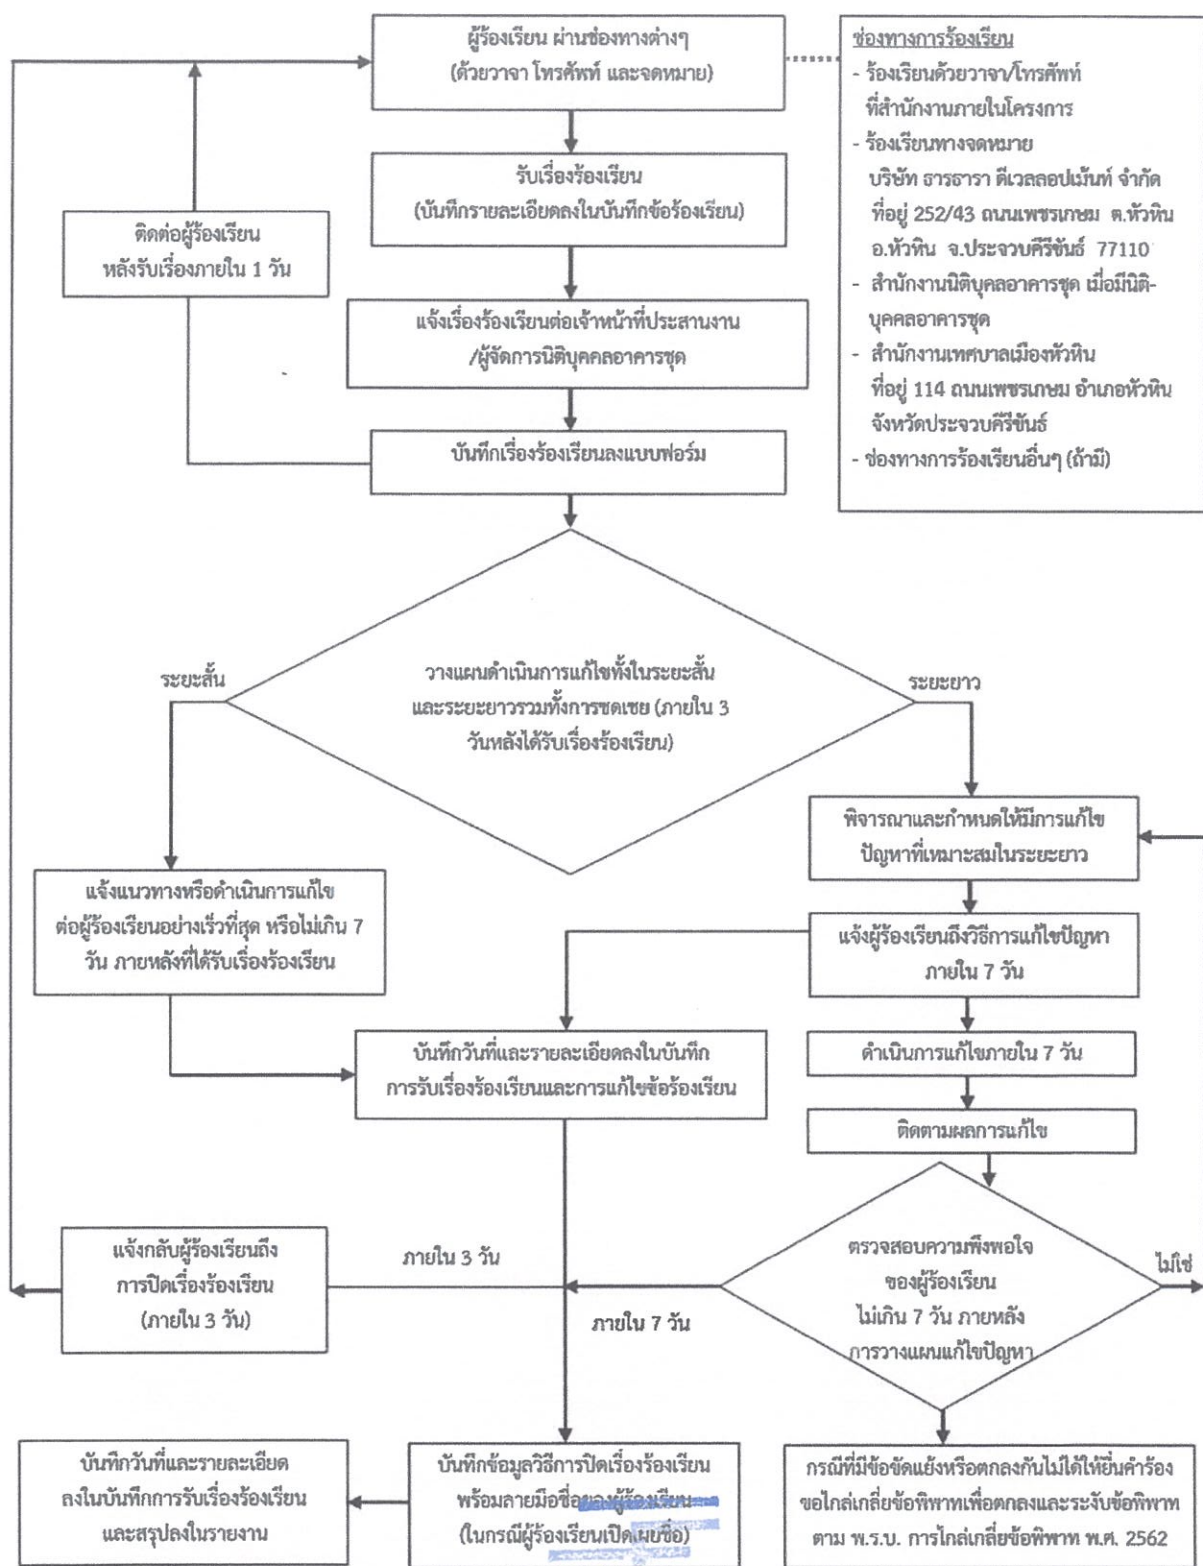 ผู้ร้องเรียน ผ่านช่องทางต่างๆ
(ด้วยวาจา โทรศัพท์ และจดหมาย)
ช่องทางการร้องเรียน
- ร้องเรียนด้วยวาจา/โทรศัพท์
ที่สำนักงานภายในโครงการ
- ร้องเรียนทางจดหมาย
บริษัท ธารธารา ดีเวลลอปเม้นท์ จำกัด
ที่อยู่ 252/43 ถนนเพชรเกษม ต.หัวหิน
อ.หัวหิน จ.ประจวบคีรีขันธ์ 77110
- สำนักงานนิติบุคลอาคารชุด เมื่อมีนิติ-
บุคคลอาคารชุด
- สำนักงานเทศบาลเมืองหัวหิน
ที่อยู่ 114 ถนนเพชรเกษม อำเภอหัวหิน
จังหวัดประจวบคีรีขันธ์
- ช่องทางการร้องเรียนอื่นๆ (ถ้ามี)
รับเรื่องร้องเรียน
(บันทึกรายละเอียดลงในบันทึกข้อร้องเรียน)
ติดต่อผู้ร้องเรียน
หลังรับเรื่องภายใน 1 วัน
แจ้งเรื่องร้องเรียนต่อเจ้าหน้าที่ประสานงาน
/ผู้จัดการนิติบุคคลอาคารชุด
บันทึกเรื่องร้องเรียนลงแบบฟอร์ม
วางแผนดำเนินการแก้ไขทั้งในระยะสั้น
และระยะยาวรวมทั้งการชดเชย (ภายใน 3
วันหลังได้รับเรื่องร้องเรียน)
ระยะสั้น
ระยะยาว
พิจารณาและกำหนดให้มีการแก้ไข
ปัญหาที่เหมาะสมในระยะยาว
แจ้งแนวทางหรือดำเนินการแก้ไข
ต่อผู้ร้องเรียนอย่างเร็วที่สุด หรือไม่เกิน 7
วัน ภายหลังที่ได้รับเรื่องร้องเรียน
แจ้งผู้ร้องเรียนถึงวิธีการแก้ไขปัญหา
ภายใน 7 วัน
บันทึกวันที่และรายละเอียดลงในบันทึก
การรับเรื่องร้องเรียนและการแก้ไขข้อร้องเรียน
ดำเนินการแก้ไขภายใน 7 วัน
ติดตามผลการแก้ไข
แจ้งกลับผู้ร้องเรียนถึง
การปิดเรื่องร้องเรียน
(ภายใน 3 วัน)
ภายใน 3 วัน
ภายใน 7 วัน
ตรวจสอบความพึงพอใจ
ของผู้ร้องเรียน
ไม่เกิน 7 วัน ภายหลัง
การวางแผนแก้ไขปัญหา
ไม่ใช่
บันทึกวันที่และรายละเอียด
ลงในบันทึกการรับเรื่องร้องเรียน
และสรุปลงในรายงาน
บันทึกข้อมูลวิธีการปิดเรื่องร้องเรียน
พร้อมลายมือชื่อของผู้ร้องเรียน
(ในกรณีผู้ร้องเรียนเปิดเผยชื่อ)
กรณีที่มีข้อขัดแย้งหรือตกลงกันไม่ได้ให้ยื่นคำร้อง
ขอไกล่เกลี่ยข้อพิพาทเพื่อตกลงและระงับข้อพิพาท
ตาม พ.ร.บ. การไกล่เกลี่ยข้อพิพาท พ.ศ. 2562